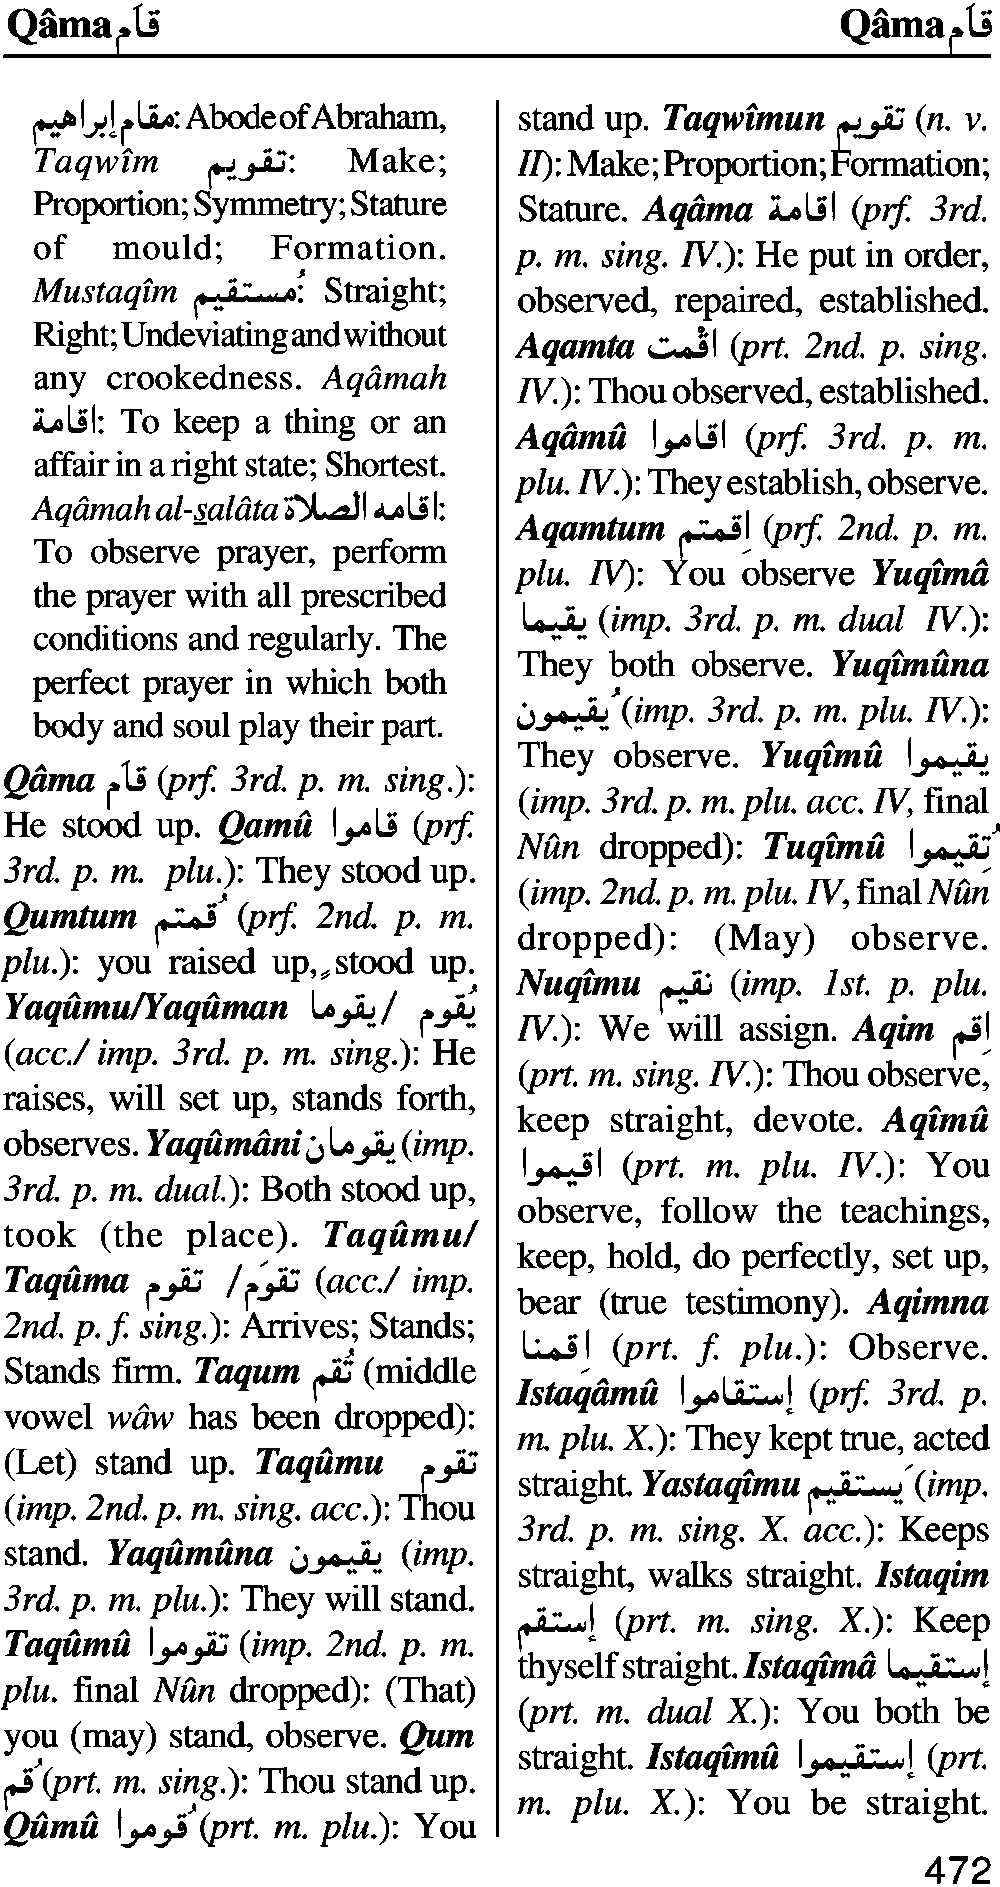 Qâma قاَم
Qâma قاَم
مقام إبراهيم: Abode of Abraham,
Taqwîm تقويم: Make;
Proportion; Symmetry; Stature
of mould; Formation.
Mustaqîm مُستقيم: Straight;
Right; Undeviating and without
any crookedness. Aqâmah
اقامة: To keep a thing or an
affair in a right state; Shortest.
Aqâmah al-salâta اقامه الصلاة:
To observe prayer, perform
the prayer with all prescribed
conditions and regularly. The
perfect prayer in which both
body and soul play their part.
Qâma قاَم (prf. 3rd. p. m. sing.):
He stood up. Qamû قاموا (prf.
3rd. p. m. plu.): They stood up.
Qumtum قُمتم (prf. 2nd. p. m.
plu.): you raised up, stood up.
Yaqûmu/Yaqûman يُقوم / يقوما
(acc./ imp. 3rd. p. m. sing.): He
raises, will set up, stands forth,
observes. Yaqûmâni يقومان (imp.
3rd. p. m. dual.): Both stood up,
took (the place). Taqûmu/
Taqûma تقوَم/ تقوم (acc./ imp.
2nd. p. f. sing.): Arrives; Stands;
Stands firm. Taqum تُقم (middle
vowel wâw has been dropped):
(Let) stand up. Taqûmu تقوم
(imp. 2nd. p. m. sing. acc.): Thou
stand. Yaqûmûna يقيمون (imp.
3rd. p. m. plu.): They will stand.
Taqûmû تقوموا (imp. 2nd. p. m.
plu. final Nûn dropped): (That)
you (may) stand, observe. Qum
قُم (prt. m. sing.): Thou stand up.
Qûmû قُوموا (prt. m. plu.): You
stand up. Taqwîmun تقويم (n. v.
II): Make; Proportion; Formation;
Stature. Aqâma اقامة (prf. 3rd.
p. m. sing. IV.): He put in order,
observed, repaired, established.
Aqamta اقْمت (prt. 2nd. p. sing.
IV.): Thou observed, established.
Aqâmû اقاموا (prf. 3rd. p. m.
plu. IV.): They establish, observe.
Aqamtum اِقمتم (prf. 2nd. p. m.
plu. IV): You observe Yuqîmâ
يقيما (imp. 3rd. p. m. dual IV.):
They both observe. Yuqîmûna
يُقيمون (imp. 3rd. p. m. plu. IV.):
They observe. Yuqîmû يقيموا
(imp. 3rd. p. m. plu. acc. IV, final
Nûn dropped): Tuqîmû تُقِيموا
(imp. 2nd. p. m. plu. IV, final Nûn
dropped): (May) observe.
Nuqîmu نقيم (imp. 1st. p. plu.
IV.): We will assign. Aqim اِقم
(prt. m. sing. IV.): Thou observe,
keep straight, devote. Aqîmû
اقيموا (prt. m. plu. IV.): You
observe, follow the teachings,
keep, hold, do perfectly, set up,
bear (true testimony). Aqimna
اِقمنا (prt. f. plu.): Observe.
Istaqâmû إستقاموا (prf. 3rd. p.
m. plu. X.): They kept true, acted
straight. Yastaqîmu يَستقيم (imp.
3rd. p. m. sing. X. acc.): Keeps
straight, walks straight. Istaqim
إستقم (prt. m. sing. X.): Keep
thyself straight. Istaqîmâ إستقيما
(prt. m. dual X.): You both be
straight. Istaqîmû إستقيموا (prt.
m. plu. X.): You be straight.
472